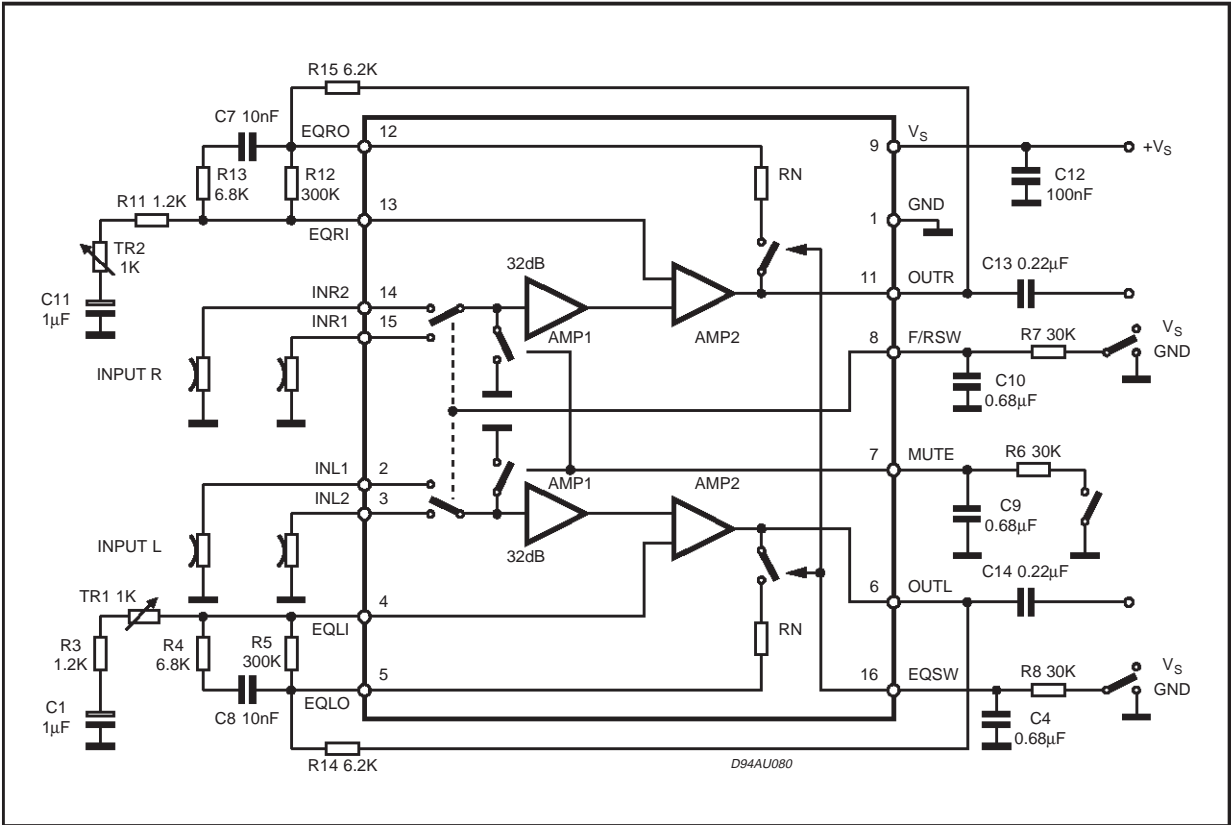 R15 6.2K
C7 10nF
EQRO
12
R13
6.8K
R12
300K
RN
9
VS
+VS
C12
100nF
R11 1.2K
13
EQRI
1
GND
TR2
1K
C11
1µF
INR2
14
INR1
15
32dB
AMP1
AMP2
11
OUTR
C13 0.22µF
8
F/RSW
R7 30K
VS
GND
C10
0.68µF
INPUT R
INL1
2
INL2
3
AMP1
32dB
AMP2
7
MUTE
R6 30K
C9
0.68µF
INPUT L
C14 0.22µF
6
OUTL
TR1 1K
4
EQLI
R3
1.2K
R4
6.8K
R5
300K
RN
5
EQLO
C1
1µF
C8 10nF
16
EQSW
R8 30K
VS
GND
C4
0.68µF
R14 6.2K
D94AU080